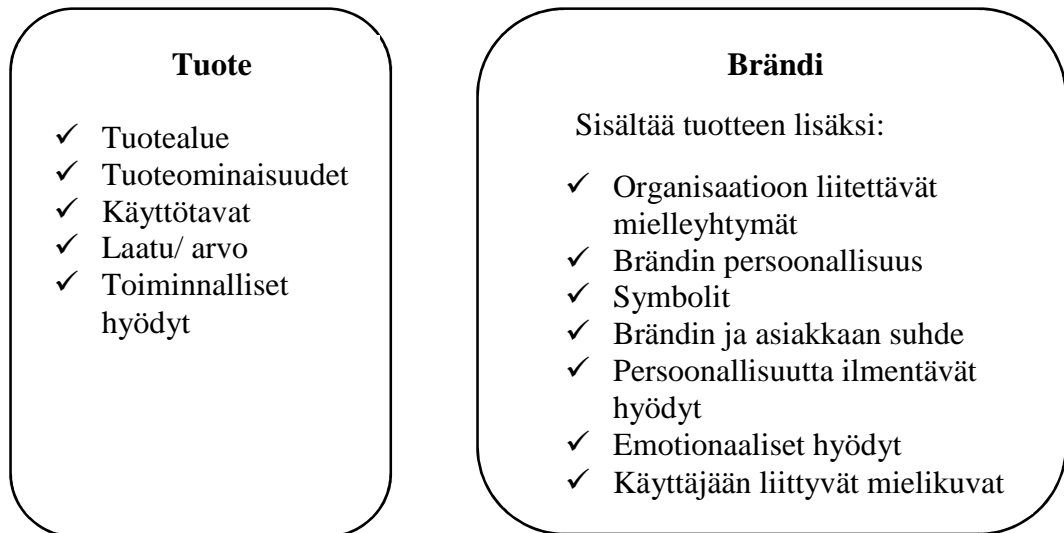 Tuote
✓ Tuotealue
✓ Tuoteominaisuudet
✓ Käyttötavat
✓ Laatu/ arvo
✓ Toiminnalliset
hyödyt
Brändi
Sisältää tuotteen lisäksi:
✓ Organisaatioon liitettävät
mielleyhtymät
✓ Brändin persoonallisuus
✓ Symbolit
✓ Brändin ja asiakkaan suhde
✓ Persoonallisuutta ilmentävät
hyödyt
✓ Emotionaaliset hyödyt
✓ Käyttäjään liittyvät mielikuvat